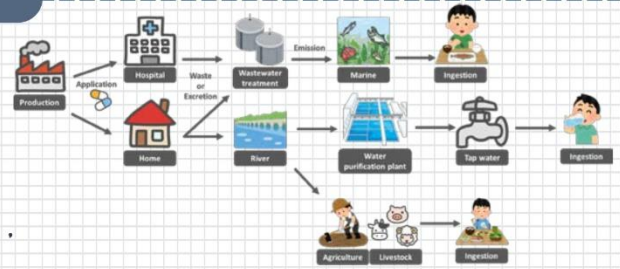 Production
Application
Hospital
Home
Waste
or
Excretion
Wastewater
treatment
River
Emission
Marine
Ingestion
Water
purification plant
Tap water
Ingestion
Agriculture
Livestock
Ingestion
,